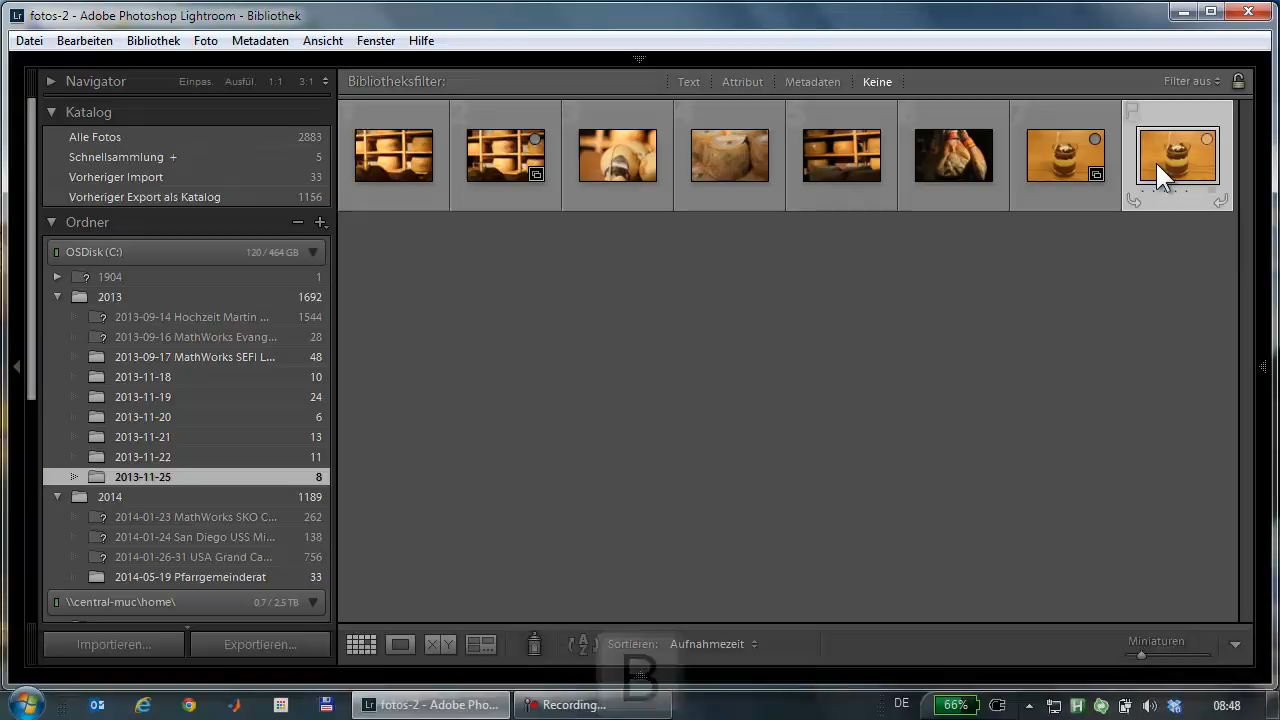 fotos-2 - Adobe Photoshop Lightroom - Bibliothek
Datei Bearbeiten Bibliothek Foto Metadaten Ansicht Fenster Hilfe
Navigator Einpas. Ausfül. 1:1 3:1
Bibliotheksfilter: Text Attribut Metadaten Keine Filter aus
Katalog
Alle Fotos 2883
Schnellsammlung + 5
Vorheriger Import 33
Vorheriger Export als Katalog 1156
Ordner
OSDisk (C:) 120 / 464 GB
1904 1
2013 1692
2013-09-14 Hochzeit Martin ... 1544
2013-09-16 MathWorks Evang... 28
2013-09-17 MathWorks SEFI L... 48
2013-11-18 10
2013-11-19 24
2013-11-20 6
2013-11-21 13
2013-11-22 11
2013-11-25 8
2014 1189
2014-01-23 MathWorks SKO C... 262
2014-01-24 San Diego USS Mi... 138
2014-01-26-31 USA Grand Ca... 756
2014-05-19 Pfarrgemeinderat 33
\\central-muc\home\ 0,7 / 2,5 TB
Importieren... Exportieren...
Sortieren: Aufnahmezeit
Miniaturen
B
fotos-2 - Adobe Pho... Recording... DE 66% 08:48